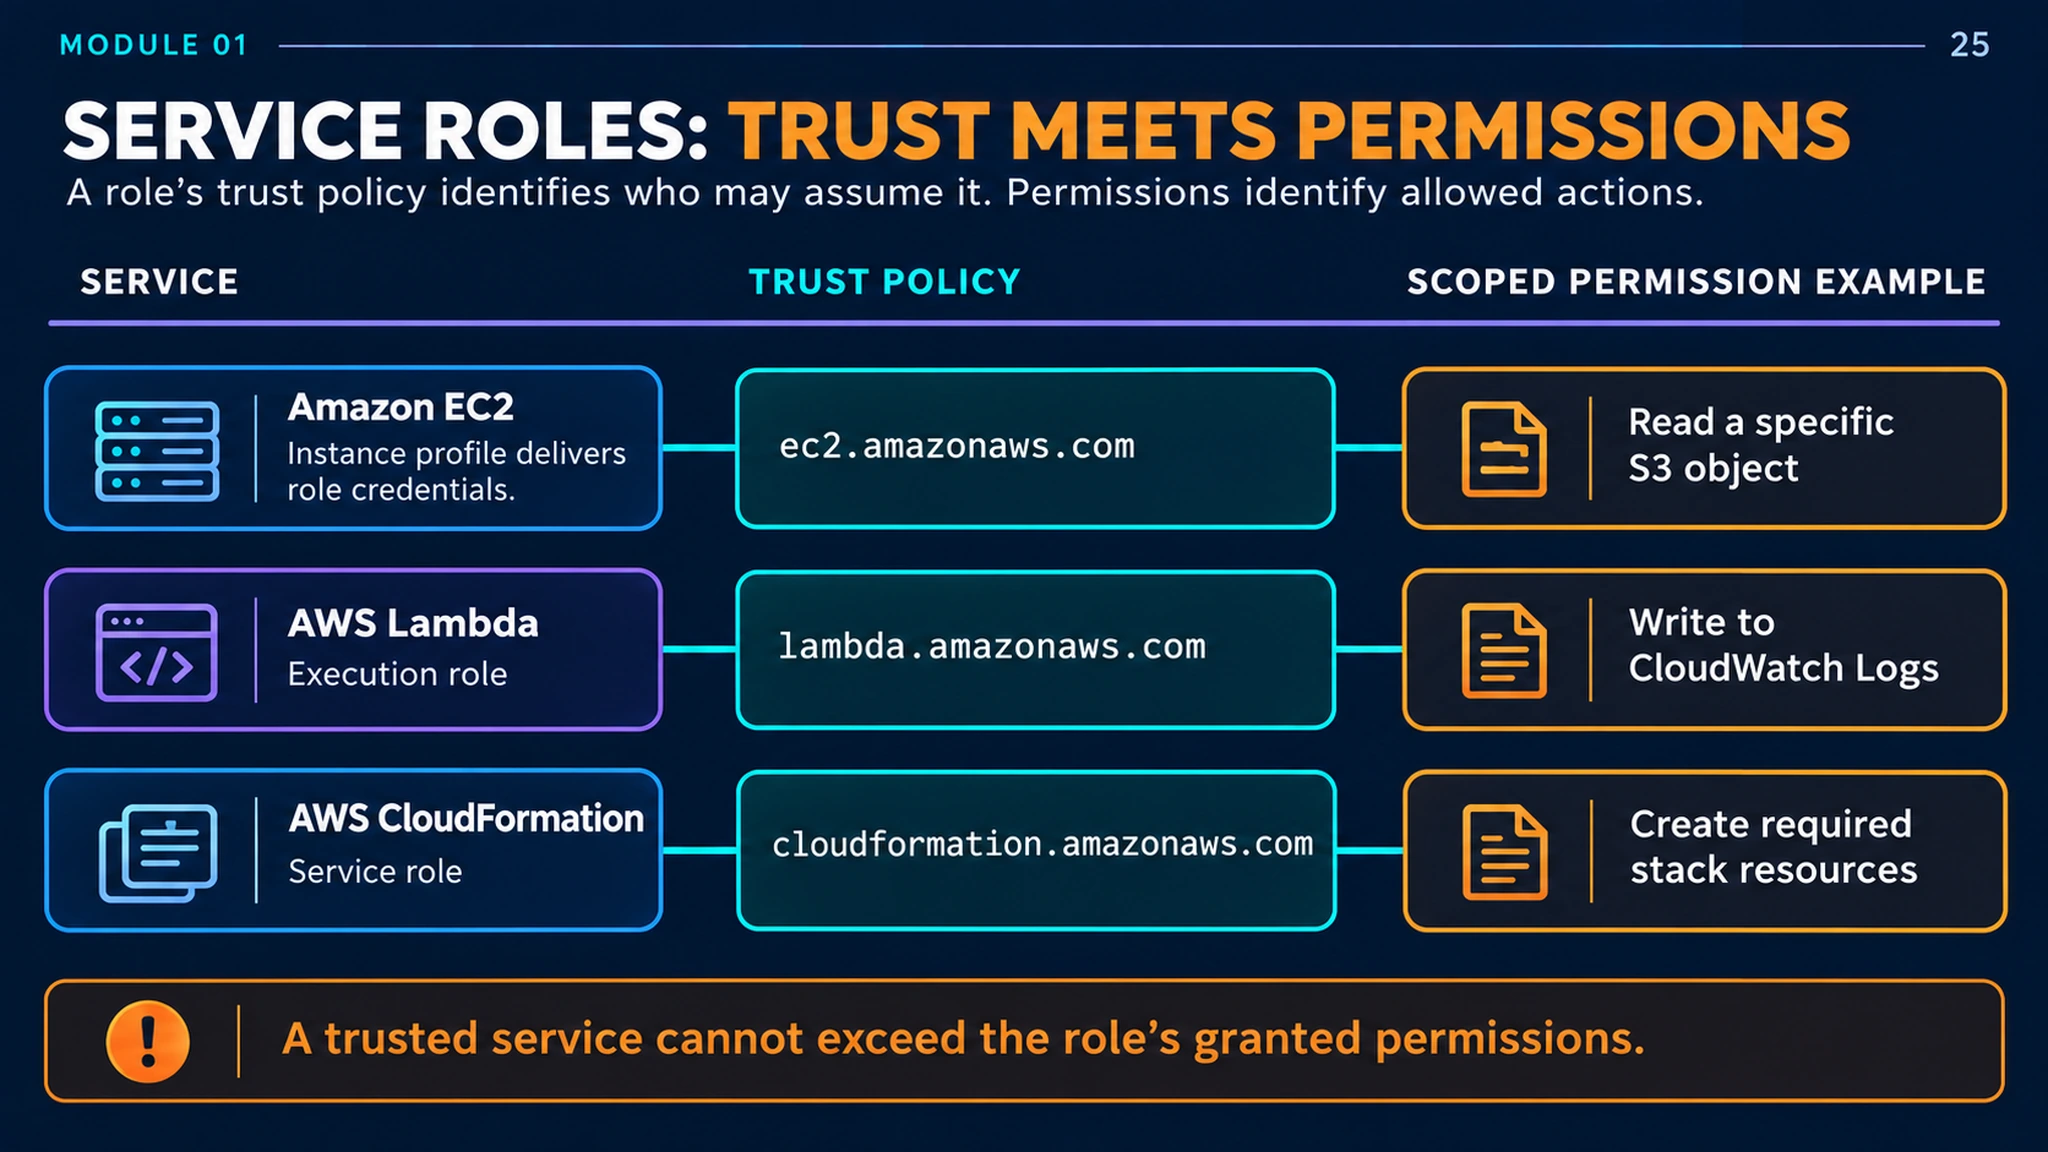 MODULE 01
25
SERVICE ROLES: TRUST MEETS PERMISSIONS
A role's trust policy identifies who may assume it. Permissions identify allowed actions.
SERVICE
TRUST POLICY
SCOPED PERMISSION EXAMPLE
Amazon EC2
Instance profile delivers
role credentials.
ec2.amazonaws.com
Read a specific
S3 object
AWS Lambda
Execution role
lambda.amazonaws.com
Write to
CloudWatch Logs
AWS CloudFormation
Service role
cloudformation.amazonaws.com
Create required
stack resources
A trusted service cannot exceed the role's granted permissions.